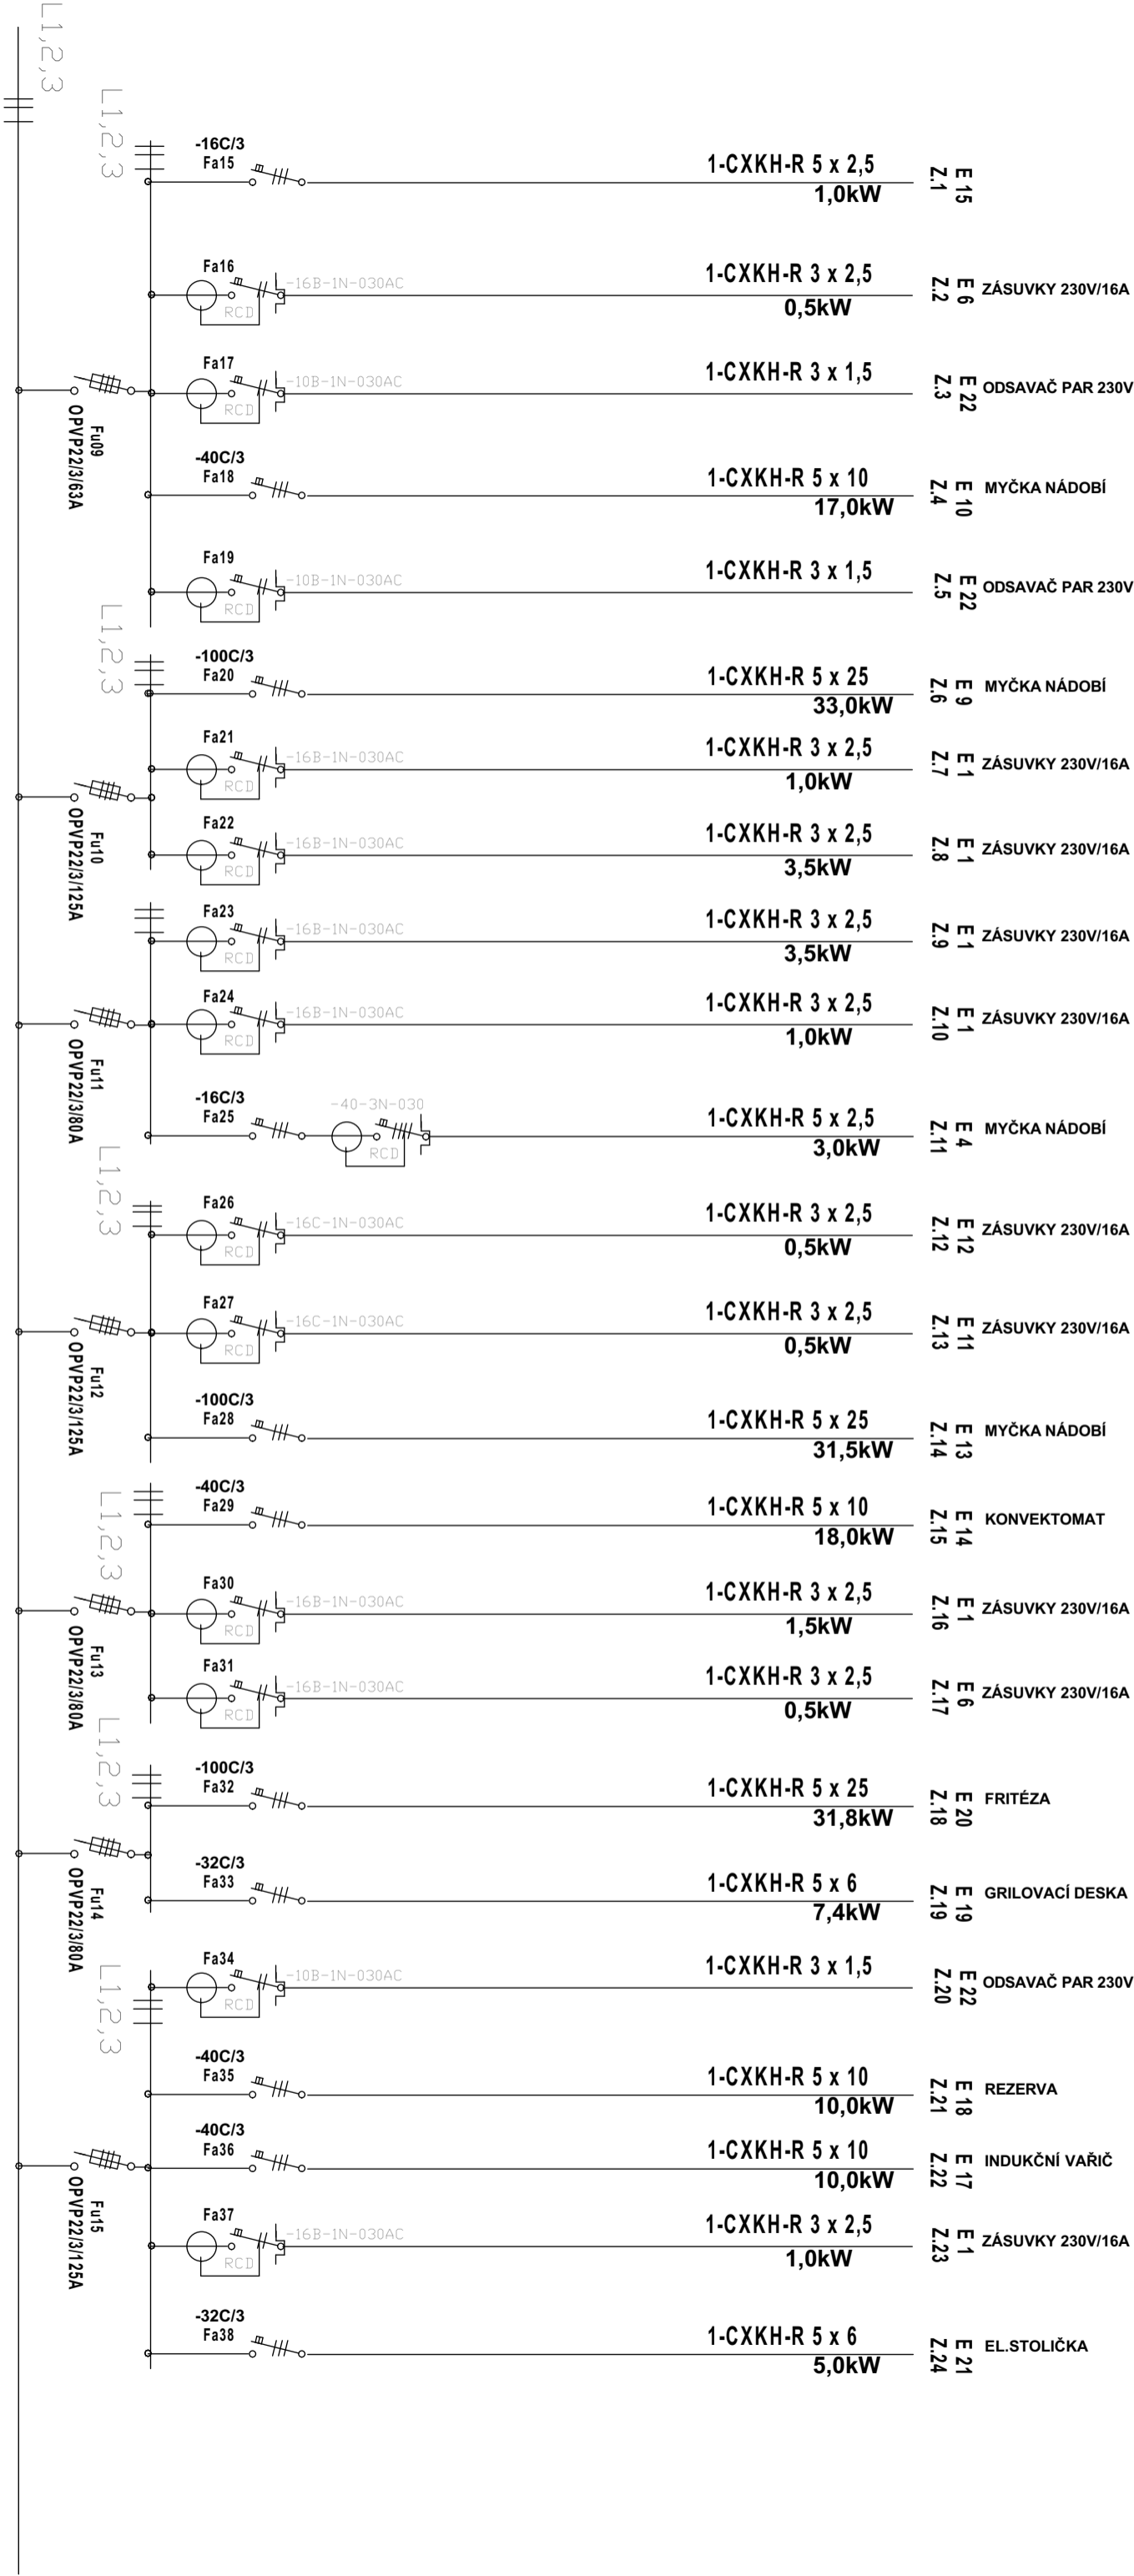 L1,2,3
L1,2,3
-16C/3
Fa15
1-CXKH-R 5 x 2,5
1,0kW
E 15
Z.1
Fa16
RCD
-16B-1N-030AC
1-CXKH-R 3 x 2,5
0,5kW
E 6
Z.2
ZÁSUVKY 230V/16A
Fu09
OPVP22/3/63A
Fa17
RCD
-10B-1N-030AC
1-CXKH-R 3 x 1,5
E 22
Z.3
ODSAVAČ PAR 230V
-40C/3
Fa18
1-CXKH-R 5 x 10
17,0kW
E 10
Z.4
MYČKA NÁDOBÍ
Fa19
RCD
-10B-1N-030AC
1-CXKH-R 3 x 1,5
E 22
Z.5
ODSAVAČ PAR 230V
L1,2,3
-100C/3
Fa20
1-CXKH-R 5 x 25
33,0kW
E 9
Z.6
MYČKA NÁDOBÍ
Fa21
RCD
-16B-1N-030AC
1-CXKH-R 3 x 2,5
1,0kW
E 1
Z.7
ZÁSUVKY 230V/16A
Fu10
OPVP22/3/125A
Fa22
RCD
-16B-1N-030AC
1-CXKH-R 3 x 2,5
3,5kW
E 1
Z.8
ZÁSUVKY 230V/16A
Fa23
RCD
-16B-1N-030AC
1-CXKH-R 3 x 2,5
3,5kW
E 1
Z.9
ZÁSUVKY 230V/16A
Fu11
OPVP22/3/80A
Fa24
RCD
-16B-1N-030AC
1-CXKH-R 3 x 2,5
1,0kW
E 1
Z.10
ZÁSUVKY 230V/16A
-16C/3
Fa25
-40-3N-030
RCD
1-CXKH-R 5 x 2,5
3,0kW
E 4
Z.11
MYČKA NÁDOBÍ
L1,2,3
Fa26
RCD
-16C-1N-030AC
1-CXKH-R 3 x 2,5
0,5kW
E 12
Z.12
ZÁSUVKY 230V/16A
Fu12
OPVP22/3/125A
Fa27
RCD
-16C-1N-030AC
1-CXKH-R 3 x 2,5
0,5kW
E 11
Z.13
ZÁSUVKY 230V/16A
-100C/3
Fa28
1-CXKH-R 5 x 25
31,5kW
E 13
Z.14
MYČKA NÁDOBÍ
L1,2,3
-40C/3
Fa29
1-CXKH-R 5 x 10
18,0kW
E 14
Z.15
KONVEKTOMAT
Fu13
OPVP22/3/80A
Fa30
RCD
-16B-1N-030AC
1-CXKH-R 3 x 2,5
1,5kW
E 1
Z.16
ZÁSUVKY 230V/16A
Fa31
RCD
-16B-1N-030AC
1-CXKH-R 3 x 2,5
0,5kW
E 6
Z.17
ZÁSUVKY 230V/16A
L1,2,3
-100C/3
Fa32
1-CXKH-R 5 x 25
31,8kW
E 20
Z.18
FRITÉZA
Fu14
OPVP22/3/80A
-32C/3
Fa33
1-CXKH-R 5 x 6
7,4kW
E 19
Z.19
GRILOVACÍ DESKA
L1,2,3
Fa34
RCD
-10B-1N-030AC
1-CXKH-R 3 x 1,5
E 22
Z.20
ODSAVAČ PAR 230V
-40C/3
Fa35
1-CXKH-R 5 x 10
10,0kW
E 18
Z.21
REZERVA
Fu15
OPVP22/3/125A
-40C/3
Fa36
1-CXKH-R 5 x 10
10,0kW
E 17
Z.22
INDUKČNÍ VAŘIČ
Fa37
RCD
-16B-1N-030AC
1-CXKH-R 3 x 2,5
1,0kW
E 1
Z.23
ZÁSUVKY 230V/16A
-32C/3
Fa38
1-CXKH-R 5 x 6
5,0kW
E 21
Z.24
EL.STOLIČKA